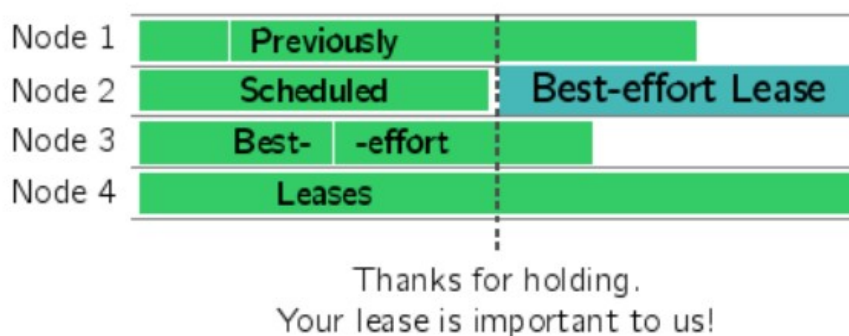 Node 1 Previously
Node 2 Scheduled Best-effort Lease
Node 3 Best- -effort
Node 4 Leases
Thanks for holding.
Your lease is important to us!